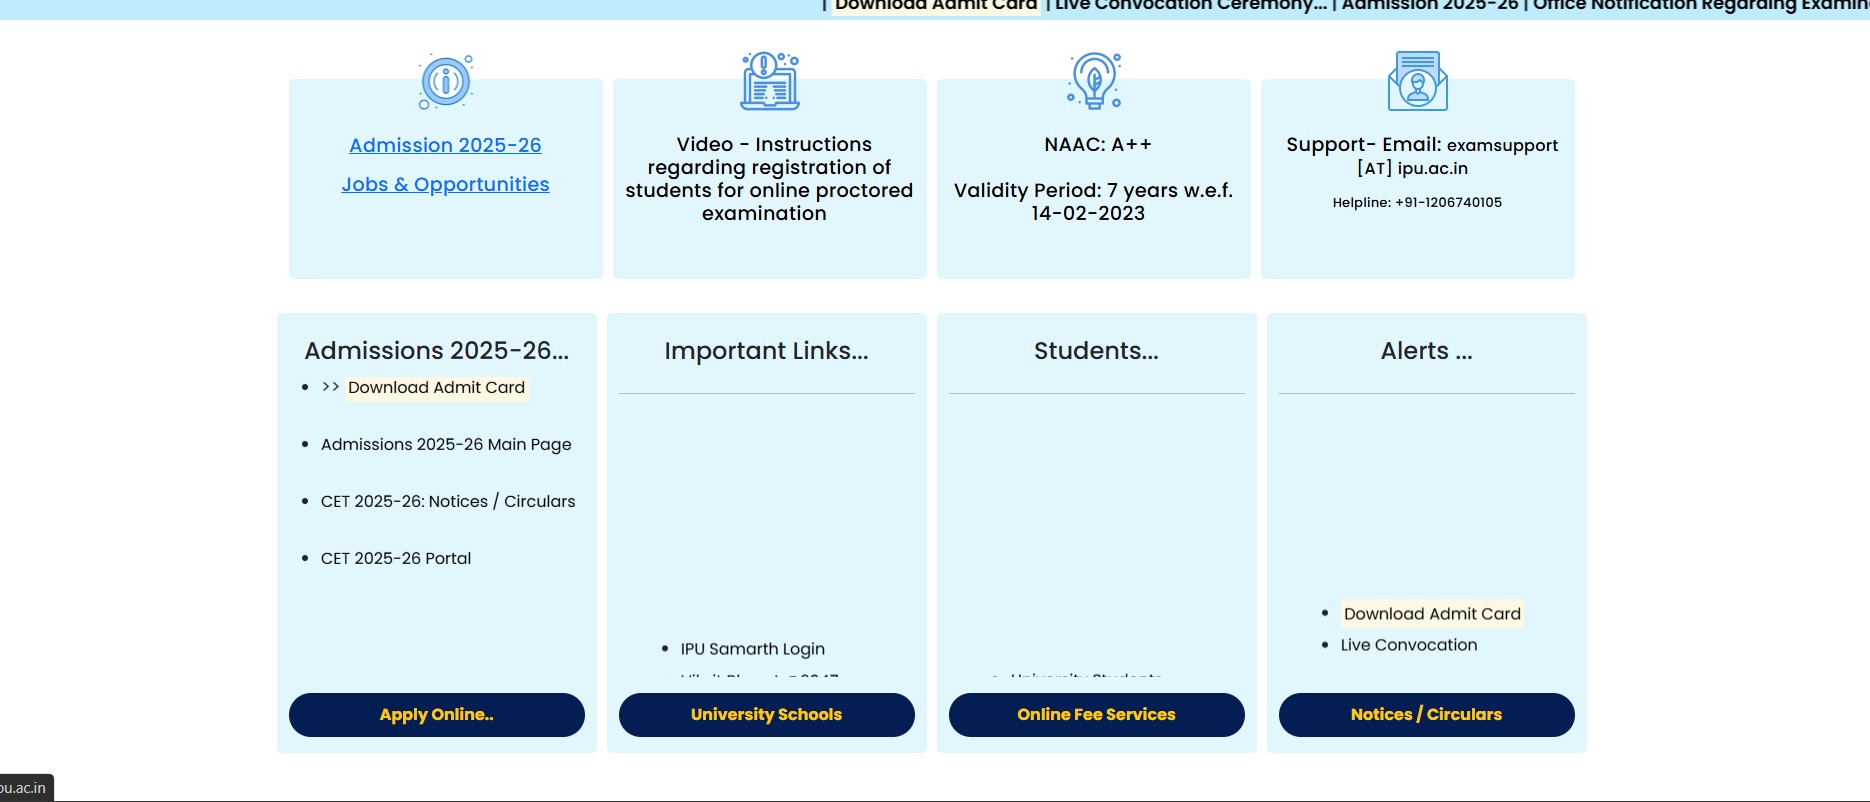 | Download Admit Card | Live Convocation Ceremony... | Admission 2025-26 | Office Notification Regarding
Admission 2025-26
Jobs & Opportunities
Video - Instructions
regarding registration of
students for online proctored
examination
NAAC: A++
Validity Period: 7 years w.e.f.
14-02-2023
Support- Email: examsupport
[AT] ipu.ac.in
Helpline: +91-1206740105
Admissions 2025-26...
>> Download Admit Card
Admissions 2025-26 Main Page
CET 2025-26: Notices / Circulars
CET 2025-26 Portal
Apply Online..
Important Links...
IPU Samarth Login
University Schools
Students...
University Students
Online Fee Services
Alerts ...
Download Admit Card
Live Convocation
Notices / Circulars
pu.ac.in